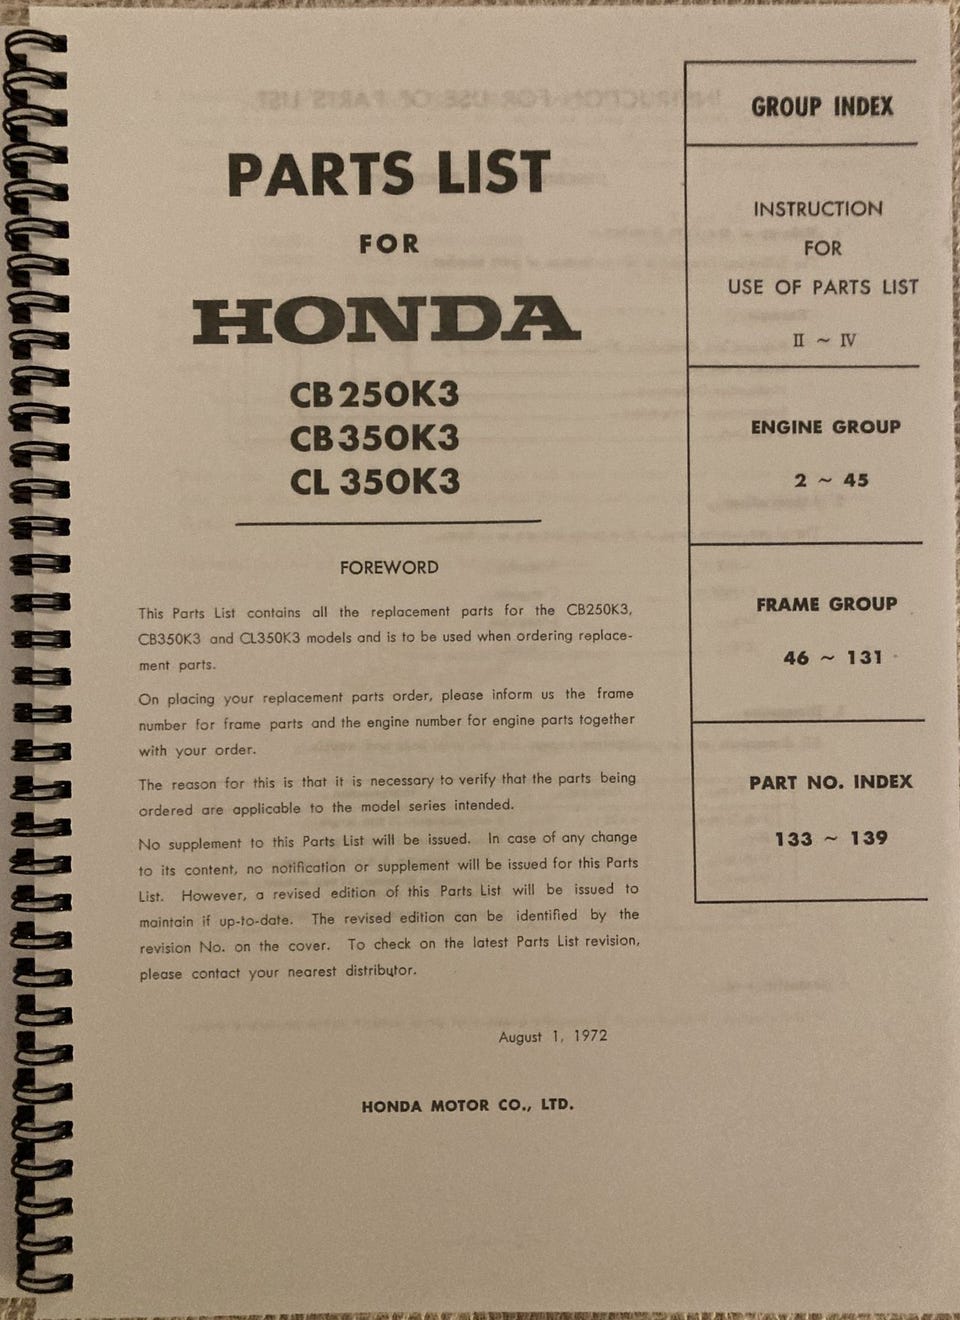 PARTS LIST
FOR
HONDA
CB250K3
CB350K3
CL 350K3
FOREWORD
This Parts List contains all the replacement parts for the CB250K3,
CB350K3 and CL350K3 models and is to be used when ordering replace-
ment parts.
On placing your replacement parts order, please inform us the frame
number for frame parts and the engine number for engine parts together
with your order.
The reason for this is that it is necessary to verify that the parts being
ordered are applicable to the model series intended.
No supplement to this Parts List will be issued. In case of any change
to its content, no notification or supplement will be issued for this Parts
List. However, a revised edition of this Parts List will be issued to
maintain if up-to-date. The revised edition can be identified by the
revision No. on the cover. To check on the latest Parts List revision,
please contact your nearest distributor.
August 1, 1972
HONDA MOTOR CO., LTD.
GROUP INDEX
INSTRUCTION
FOR
USE OF PARTS LIST
II ~ IV
ENGINE GROUP
2 ~ 45
FRAME GROUP
46 ~ 131
PART NO. INDEX
133 ~ 139